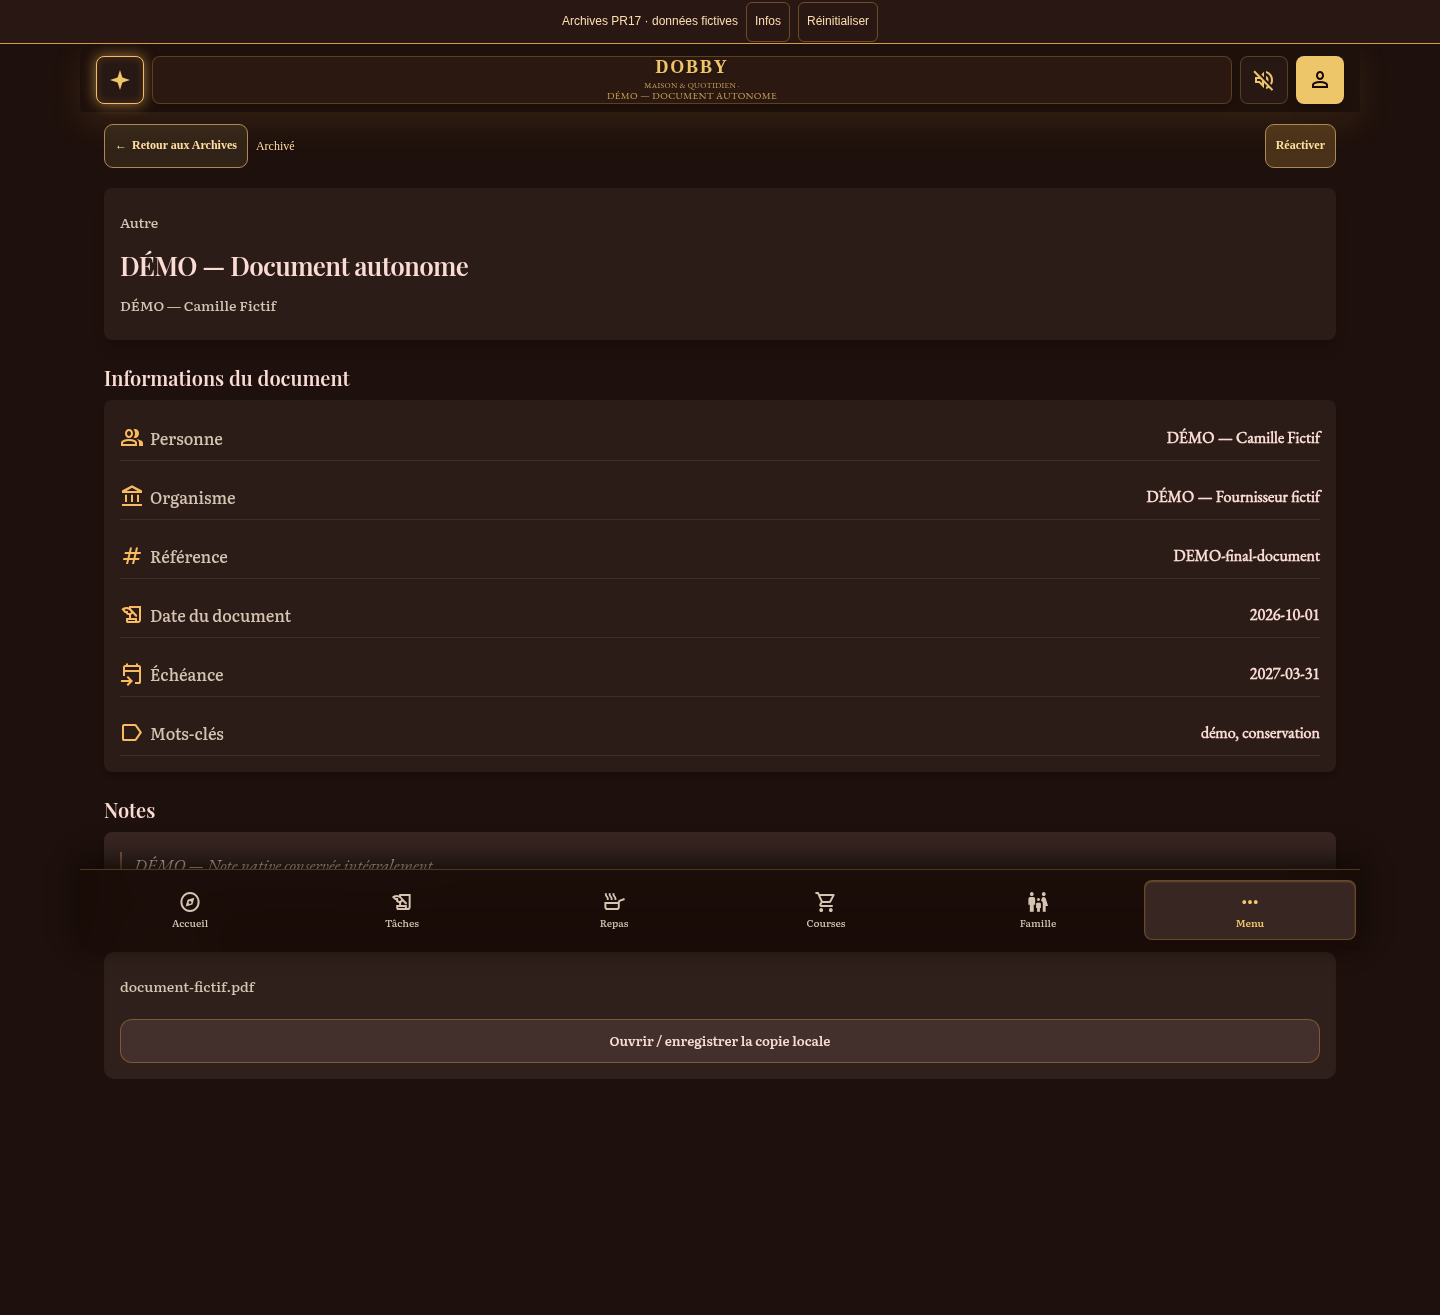 Archives PR17 · données fictives Infos Réinitialiser
DOBBY
MAISON & QUOTIDIEN ·
DÉMO — DOCUMENT AUTONOME
← Retour aux Archives Archivé Réactiver
Autre
DÉMO — Document autonome
DÉMO — Camille Fictif
Informations du document
Personne DÉMO — Camille Fictif
Organisme DÉMO — Fournisseur fictif
Référence DEMO-final-document
Date du document 2026-10-01
Échéance 2027-03-31
Mots-clés démo, conservation
Notes
DÉMO — Note native conservée intégralement
Accueil Tâches Repas Courses Famille Menu
document-fictif.pdf
Ouvrir / enregistrer la copie locale